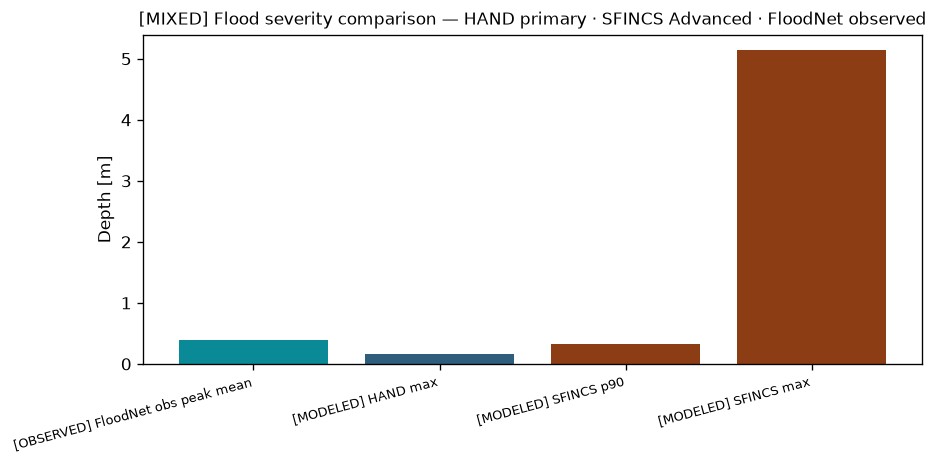 [MIXED] Flood severity comparison — HAND primary · SFINCS Advanced · FloodNet observed
Depth [m]
5
4
3
2
1
0
[OBSERVED] FloodNet obs peak mean
[MODELED] HAND max
[MODELED] SFINCS p90
[MODELED] SFINCS max